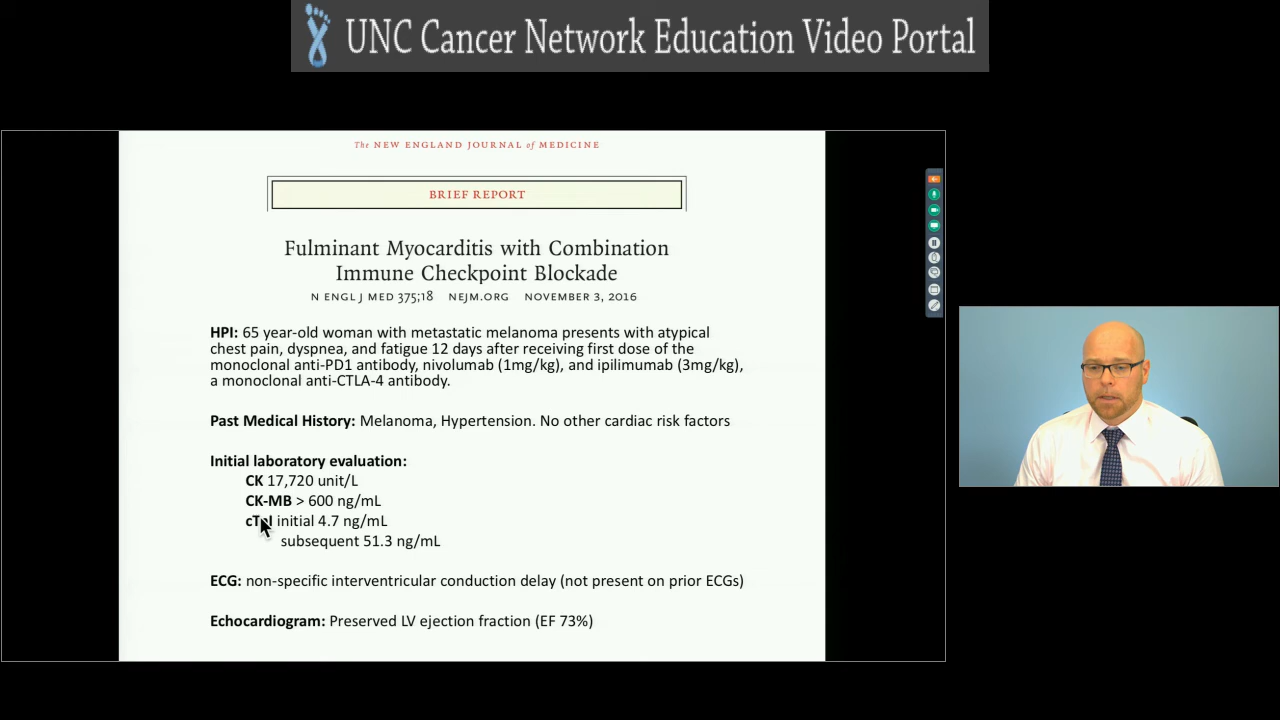 UNC Cancer Network Education Video Portal
The NEW ENGLAND JOURNAL of MEDICINE
BRIEF REPORT
Fulminant Myocarditis with Combination
Immune Checkpoint Blockade
N ENGL J MED 375;18 NEJM.ORG NOVEMBER 3, 2016
HPI: 65 year-old woman with metastatic melanoma presents with atypical
chest pain, dyspnea, and fatigue 12 days after receiving first dose of the
monoclonal anti-PD1 antibody, nivolumab (1mg/kg), and ipilimumab (3mg/kg),
a monoclonal anti-CTLA-4 antibody.
Past Medical History: Melanoma, Hypertension. No other cardiac risk factors
Initial laboratory evaluation:
CK 17,720 unit/L
CK-MB > 600 ng/mL
cTnI initial 4.7 ng/mL
subsequent 51.3 ng/mL
ECG: non-specific interventricular conduction delay (not present on prior ECGs)
Echocardiogram: Preserved LV ejection fraction (EF 73%)